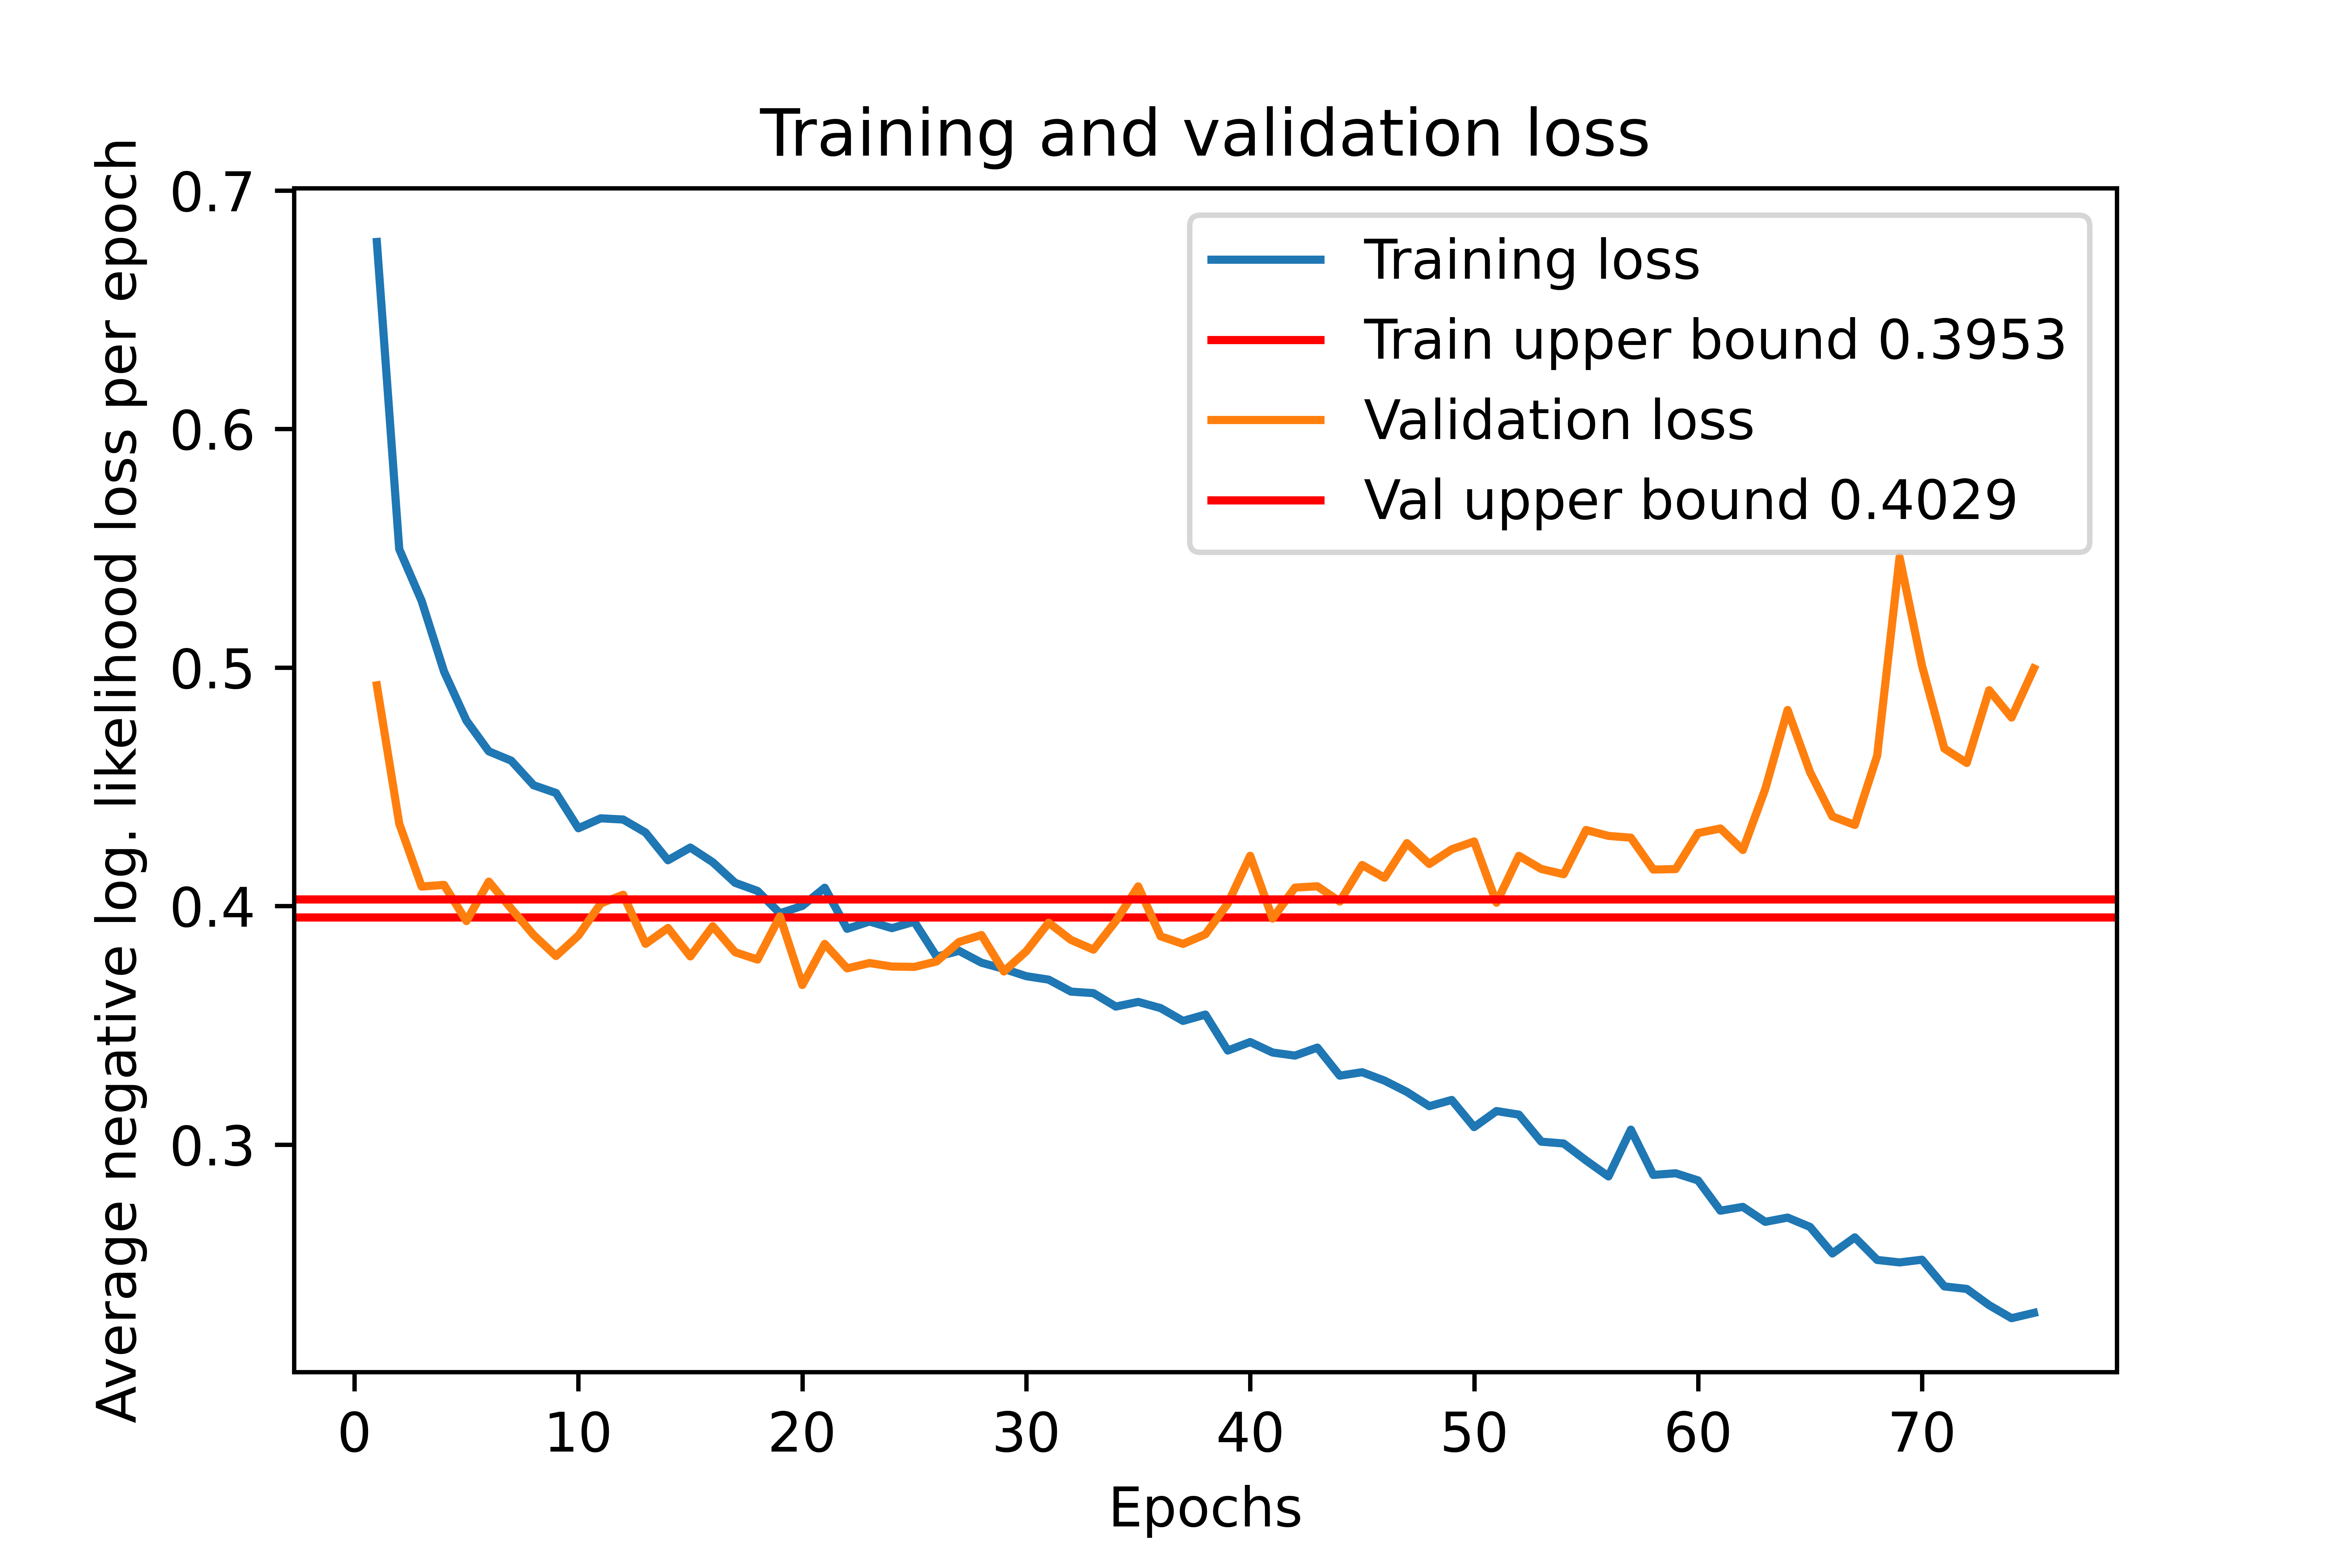 Training and validation loss
Average negative log. likelihood loss per epoch
0.7
0.6
0.5
0.4
0.3
Training loss
Train upper bound 0.3953
Validation loss
Val upper bound 0.4029
0 10 20 30 40 50 60 70
Epochs